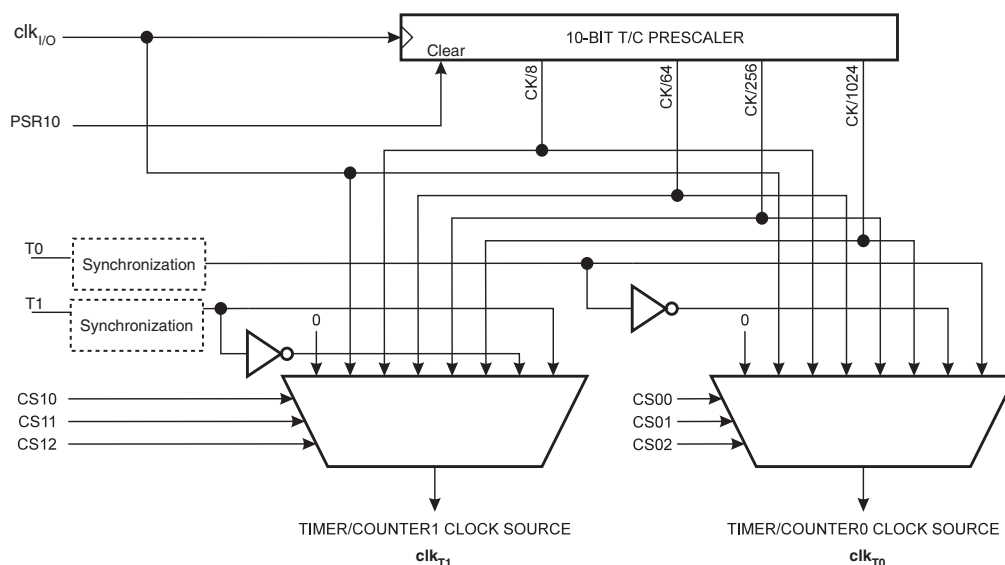 clkI/O
10-BIT T/C PRESCALER
Clear
CK/8
CK/64
CK/256
CK/1024
PSR10
T0
Synchronization
T1
Synchronization
0
0
CS10
CS11
CS12
CS00
CS01
CS02
TIMER/COUNTER1 CLOCK SOURCE
clkT1
TIMER/COUNTER0 CLOCK SOURCE
clkT0